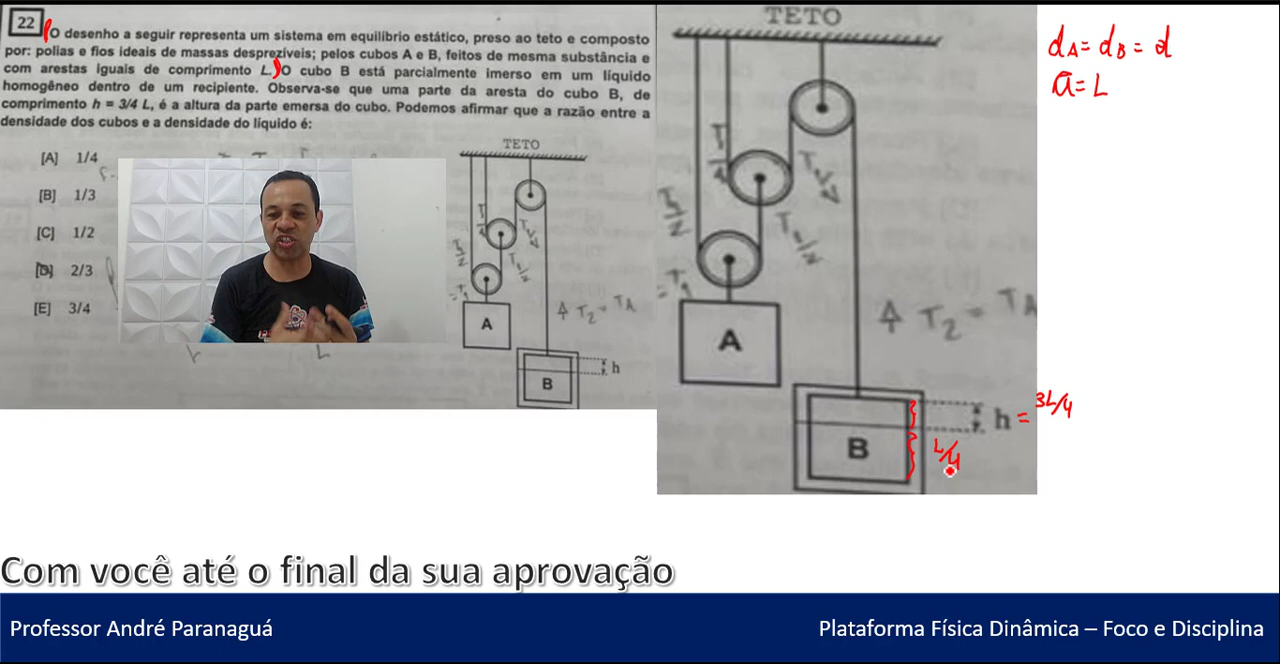 22
O desenho a seguir representa um sistema em equilíbrio estático, preso ao teto e composto
por: polias e fios ideais de massas desprezíveis; pelos cubos A e B, feitos de mesma substância e
com arestas iguais de comprimento L. O cubo B está parcialmente imerso em um líquido
homogêneo dentro de um recipiente. Observa-se que uma parte da aresta do cubo B, de
comprimento h = 3/4 L, é a altura da parte emersa do cubo. Podemos afirmar que a razão entre a
densidade dos cubos e a densidade do líquido é:
[A] 1/4
[B] 1/3
[C] 1/2
[D] 2/3
[E] 3/4
TETO
A
4 T2 = TA
h
B
L
TETO
A
4 T2 = TA
h = 3L/4
B
L/4
dA = dB = d
a = L
Com você até o final da sua aprovação
Professor André Paranaguá
Plataforma Física Dinâmica – Foco e Disciplina